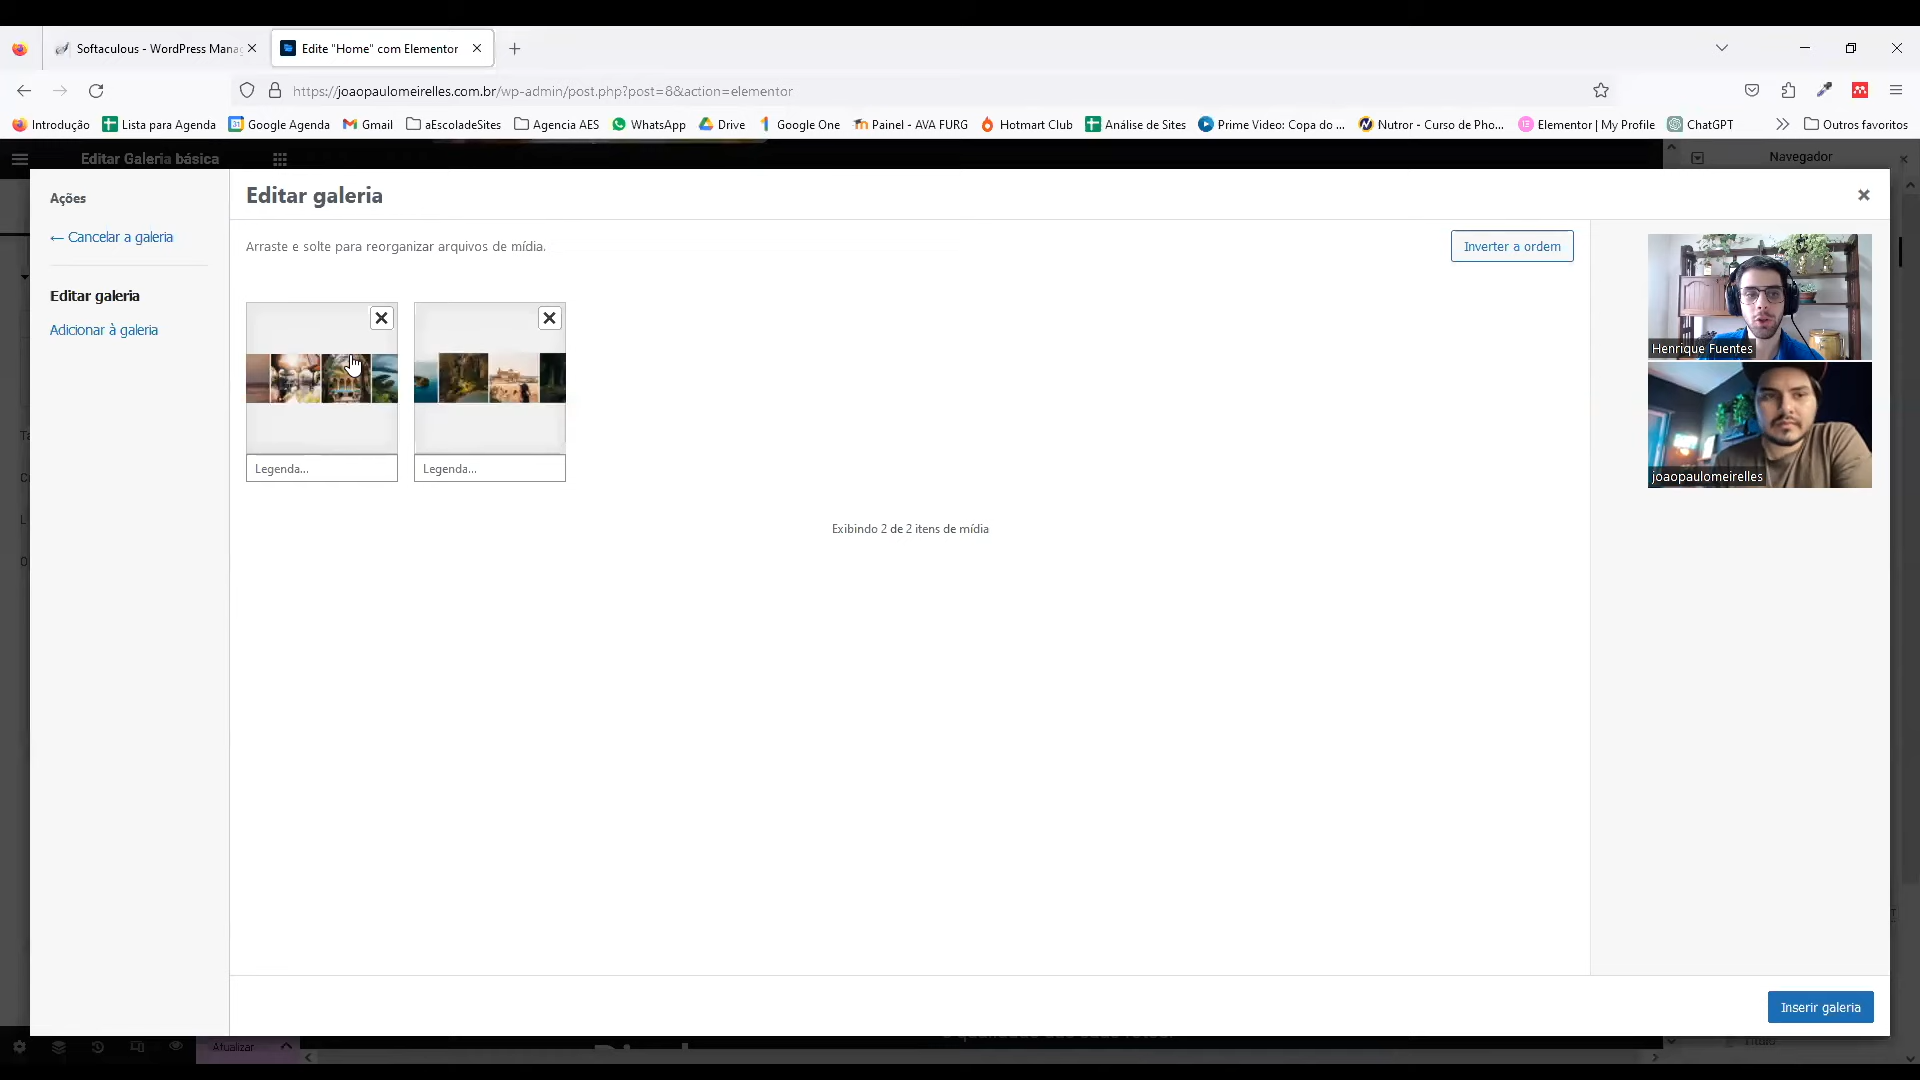 Softaculous - WordPress Mana
Edite "Home" com Elementor
https://joaopaulomeirelles.com.br/wp-admin/post.php?post=8&action=elementor
Introdução
Lista para Agenda
Google Agenda
Gmail
aEscoladeSites
Agencia AES
WhatsApp
Drive
Google One
Painel - AVA FURG
Hotmart Club
Análise de Sites
Prime Video: Copa do ...
Nutror - Curso de Pho...
Elementor | My Profile
ChatGPT
Outros favoritos
Editar Galeria básica
Navegador
Ações
← Cancelar a galeria
Editar galeria
Adicionar à galeria
Editar galeria
Arraste e solte para reorganizar arquivos de mídia.
Inverter a ordem
Legenda...
Legenda...
Exibindo 2 de 2 itens de mídia
Henrique Fuentes
joaopaulomeirelles
Inserir galeria
Atualizar